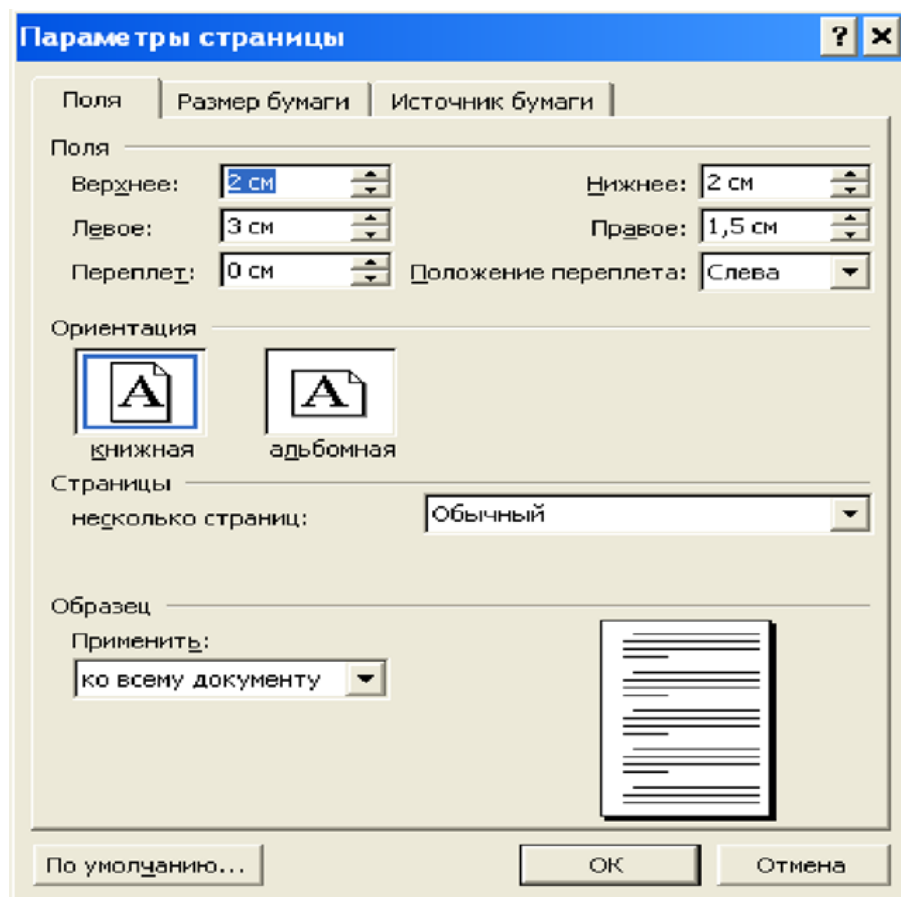 Параметры страницы
Поля Размер бумаги Источник бумаги
Поля
Верхнее: 2 см Нижнее: 2 см
Левое: 3 см Правое: 1,5 см
Переплет: 0 см Положение переплета: Слева
Ориентация
А А
книжная альбомная
Страницы
несколько страниц: Обычный
Образец
Применить:
ко всему документу
По умолчанию... ОК Отмена